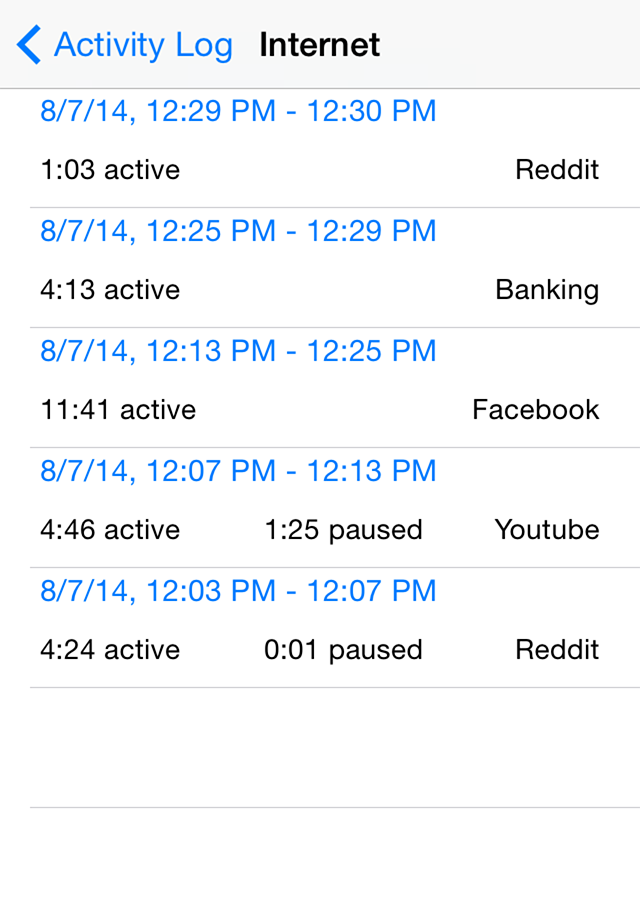 Activity Log Internet
8/7/14, 12:29 PM - 12:30 PM
1:03 active Reddit
8/7/14, 12:25 PM - 12:29 PM
4:13 active Banking
8/7/14, 12:13 PM - 12:25 PM
11:41 active Facebook
8/7/14, 12:07 PM - 12:13 PM
4:46 active 1:25 paused Youtube
8/7/14, 12:03 PM - 12:07 PM
4:24 active 0:01 paused Reddit